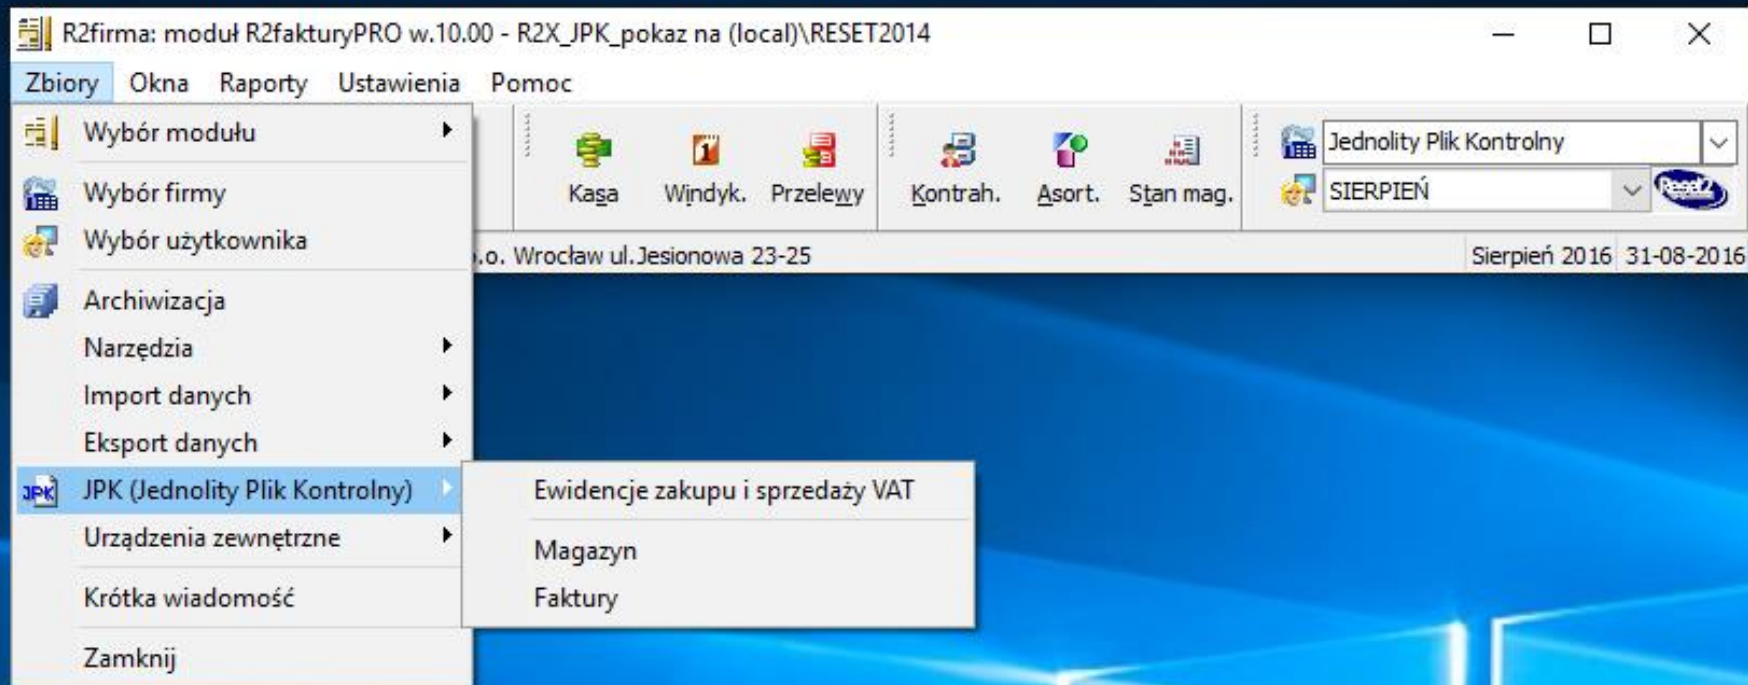 R2firma: moduł R2fakturyPRO w.10.00 - R2X_JPK_pokaz na (local)\RESET2014
Zbiory Okna Raporty Ustawienia Pomoc
Kasa Windyk. Przelewy Kontrah. Asort. Stan mag.
Jednolity Plik Kontrolny
SIERPIEŃ
Reset2
.o. Wrocław ul.Jesionowa 23-25 Sierpień 2016 31-08-2016
Wybór modułu
Wybór firmy
Wybór użytkownika
Archiwizacja
Narzędzia
Import danych
Eksport danych
JPK JPK (Jednolity Plik Kontrolny)
Urządzenia zewnętrzne
Krótka wiadomość
Zamknij
Ewidencje zakupu i sprzedaży VAT
Magazyn
Faktury